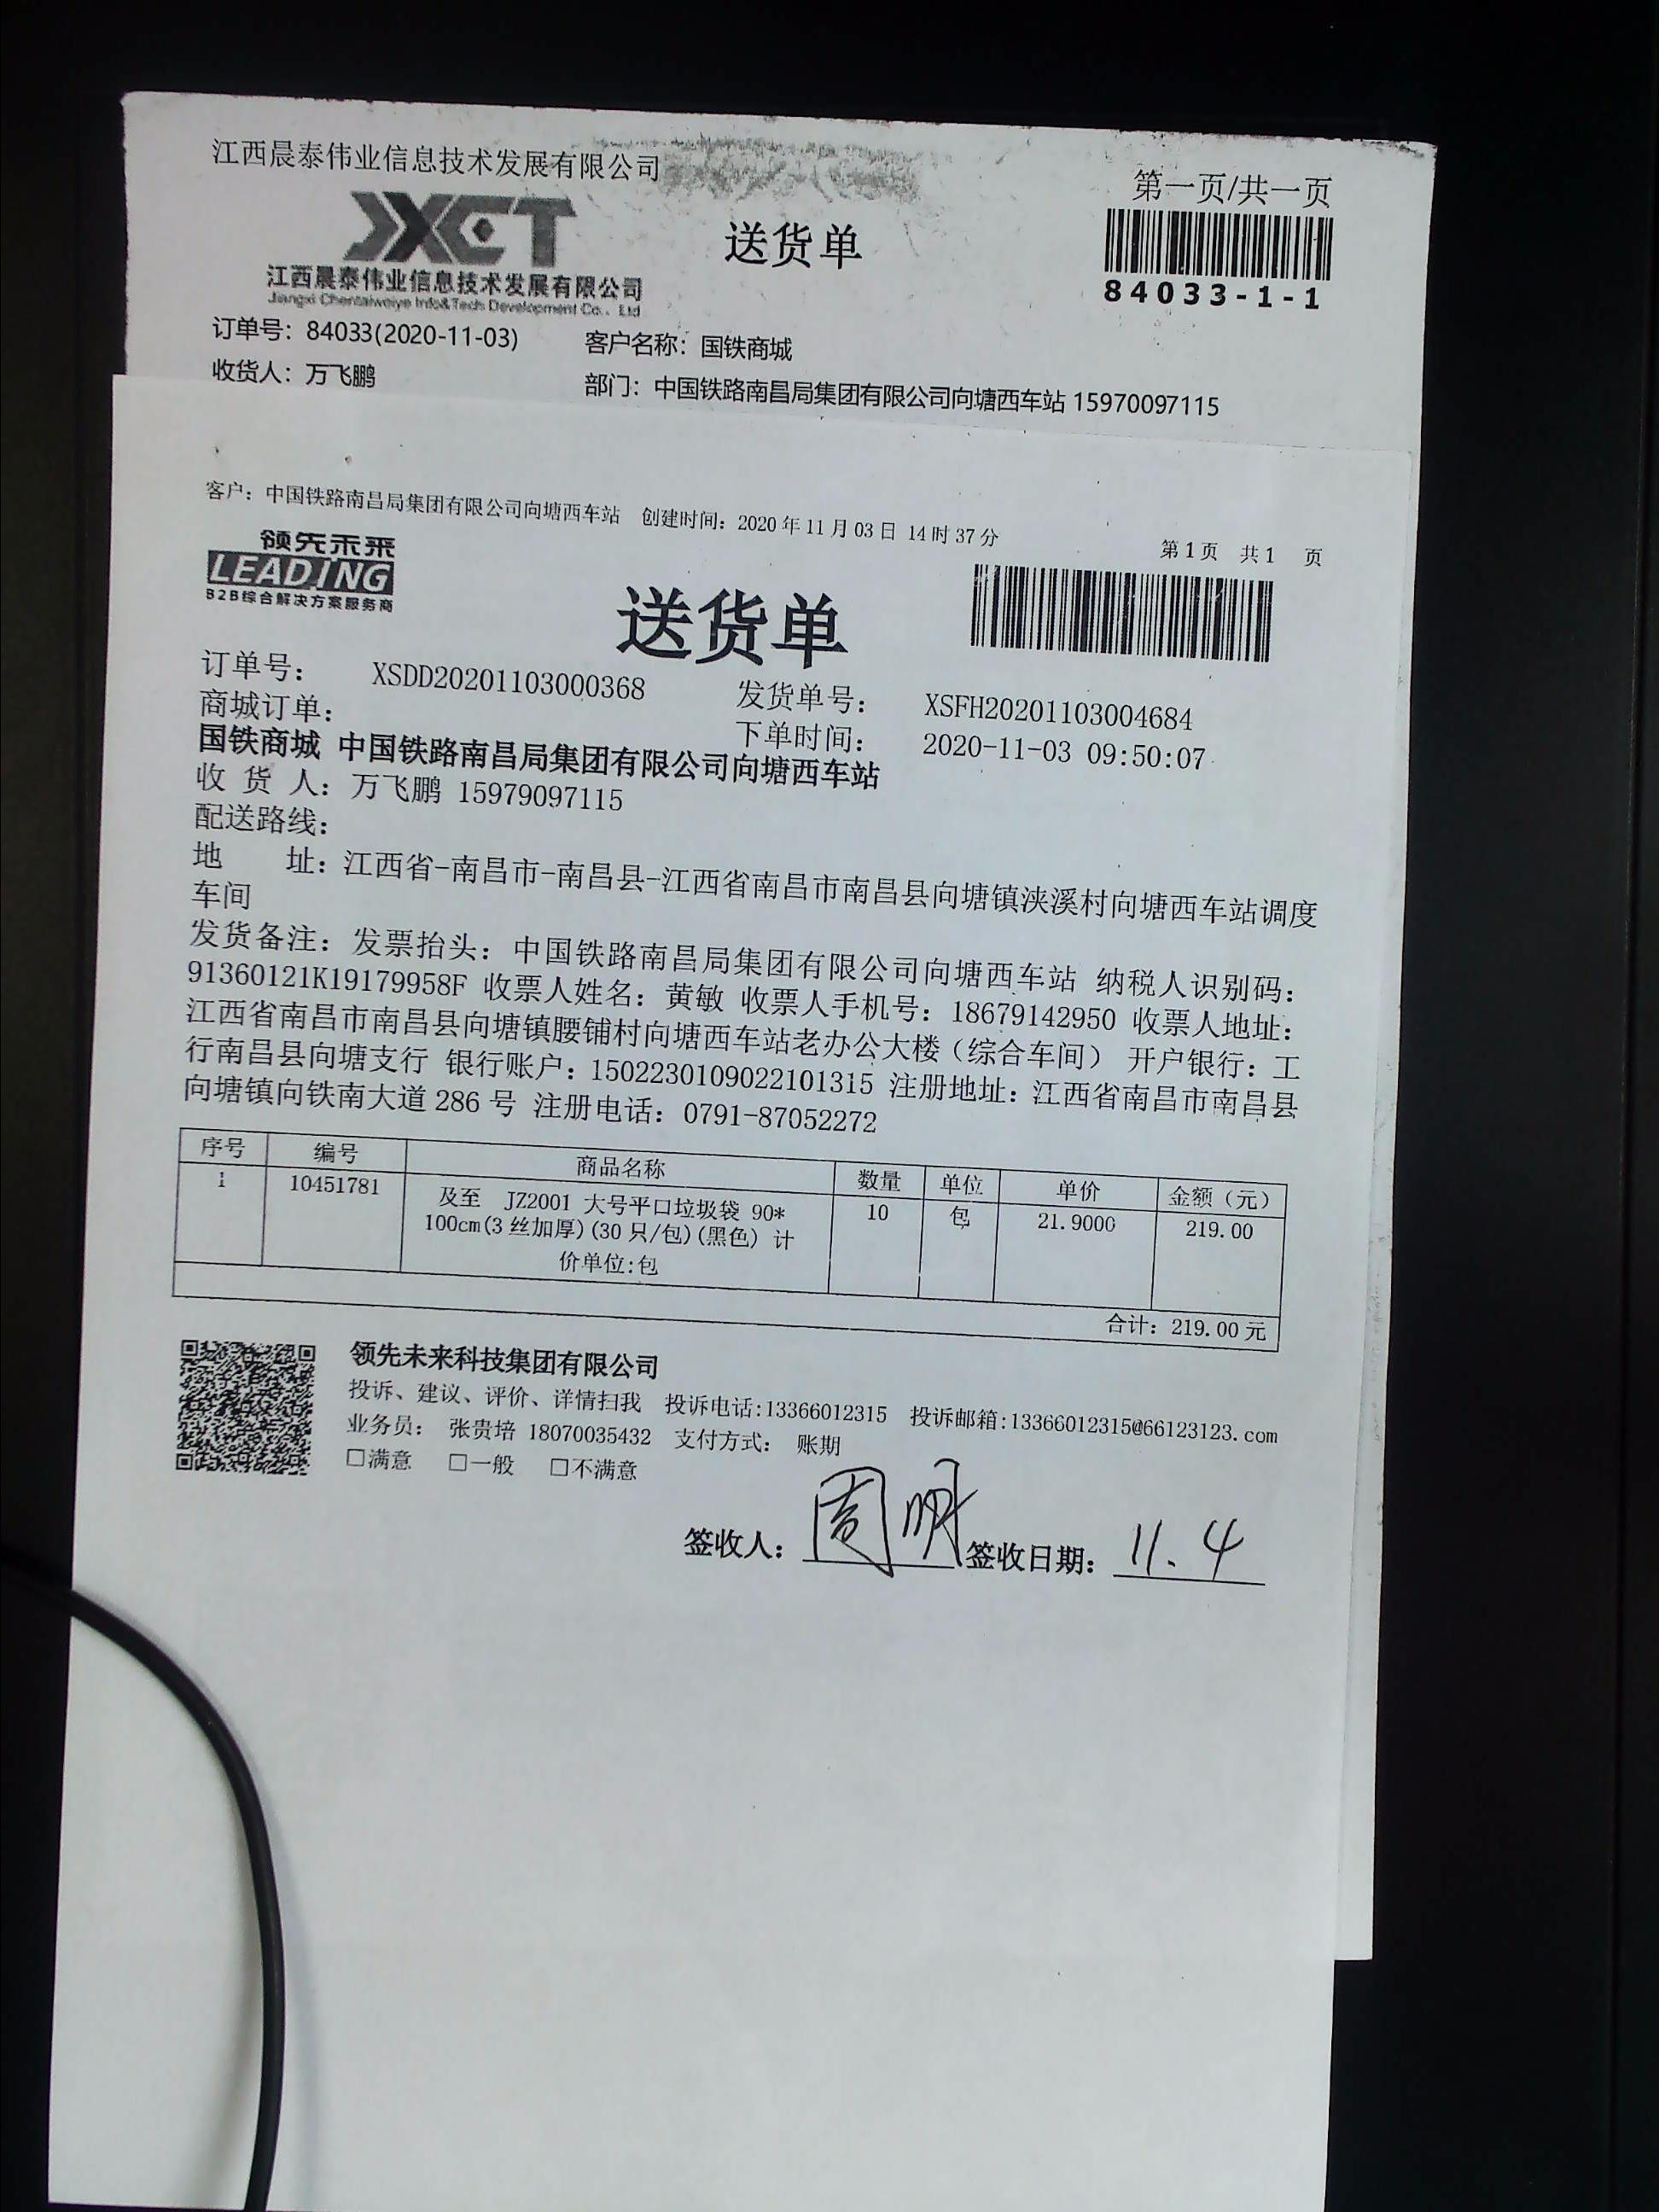 江西晨泰伟业信息技术发展有限公司
第一页/共一页
JXCT
送货单
江西晨泰伟业信息技术发展有限公司
Jiangxi Chentaiweiye Info&Tech Development Co., Ltd
84033-1-1
订单号：84033(2020-11-03) 客户名称：国铁商城
收货人：万飞鹏 部门：中国铁路南昌局集团有限公司向塘西车站 15970097115
客户：中国铁路南昌局集团有限公司向塘西车站 创建时间：2020 年 11 月 03 日 14 时 37 分
第 1 页 共 1 页
领先未来
LEADING
B2B综合解决方案服务商
送货单
订单号： XSDD20201103000368 发货单号： XSFH20201103004684
商城订单： 下单时间： 2020-11-03 09:50:07
国铁商城 中国铁路南昌局集团有限公司向塘西车站
收 货 人：万飞鹏 15979097115
配送路线：
地 址：江西省-南昌市-南昌县-江西省南昌市南昌县向塘镇浃溪村向塘西车站调度
车间
发货备注：发票抬头：中国铁路南昌局集团有限公司向塘西车站 纳税人识别码：
91360121K19179958F 收票人姓名：黄敏 收票人手机号：18679142950 收票人地址：
江西省南昌市南昌县向塘镇腰铺村向塘西车站老办公大楼（综合车间） 开户银行：工
行南昌县向塘支行 银行账户：1502230109022101315 注册地址：江西省南昌市南昌县
向塘镇向铁南大道 286 号 注册电话：0791-87052272
序号 编号 商品名称 数量 单位 单价 金额（元）
1 10451781 及至 JZ2001 大号平口垃圾袋 90* 10 包 21.9000 219.00
100cm(3 丝加厚)(30 只/包)(黑色) 计
价单位:包
合计：219.00 元
领先未来科技集团有限公司
投诉、建议、评价、详情扫我 投诉电话:13366012315 投诉邮箱:13366012315@66123123.com
业务员： 张贵培 18070035432 支付方式： 账期
□满意 □一般 □不满意
签收人：周明 签收日期：11.4